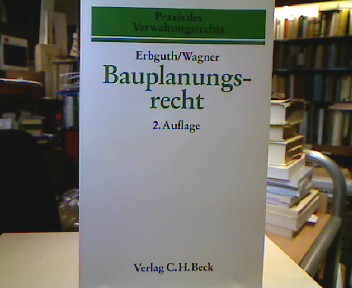 Praxis des
Verwaltungsrechts
Erbguth/Wagner
Bauplanungs-
recht
2. Auflage
Verlag C. H. Beck